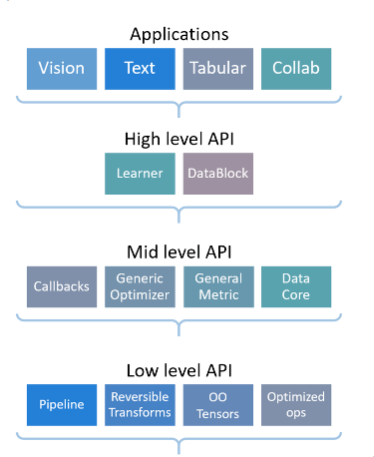 Applications
Vision Text Tabular Collab
High level API
Learner DataBlock
Mid level API
Callbacks Generic Optimizer General Metric Data Core
Low level API
Pipeline Reversible Transforms OO Tensors Optimized ops